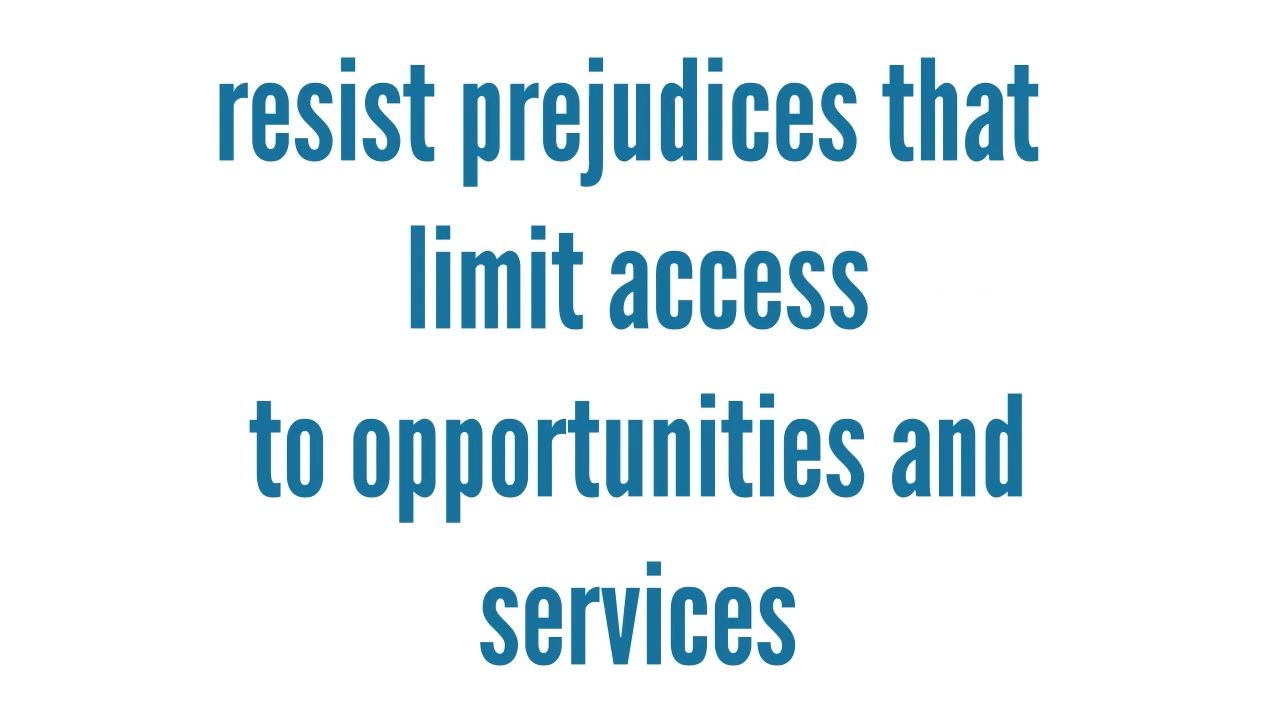 resist prejudices that
limit access
to opportunities and
services